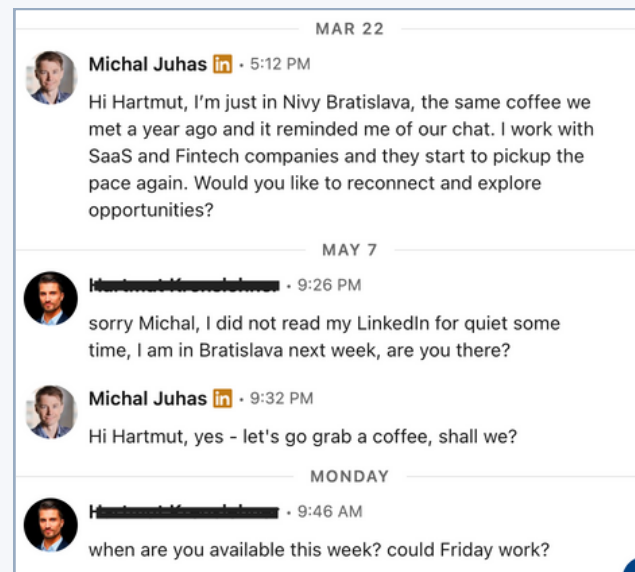 MAR 22
Michal Juhas in • 5:12 PM
Hi Hartmut, I'm just in Nivy Bratislava, the same coffee we
met a year ago and it reminded me of our chat. I work with
SaaS and Fintech companies and they start to pickup the
pace again. Would you like to reconnect and explore
opportunities?
MAY 7
• 9:26 PM
sorry Michal, I did not read my LinkedIn for quiet some
time, I am in Bratislava next week, are you there?
Michal Juhas in • 9:32 PM
Hi Hartmut, yes - let's go grab a coffee, shall we?
MONDAY
• 9:46 AM
when are you available this week? could Friday work?